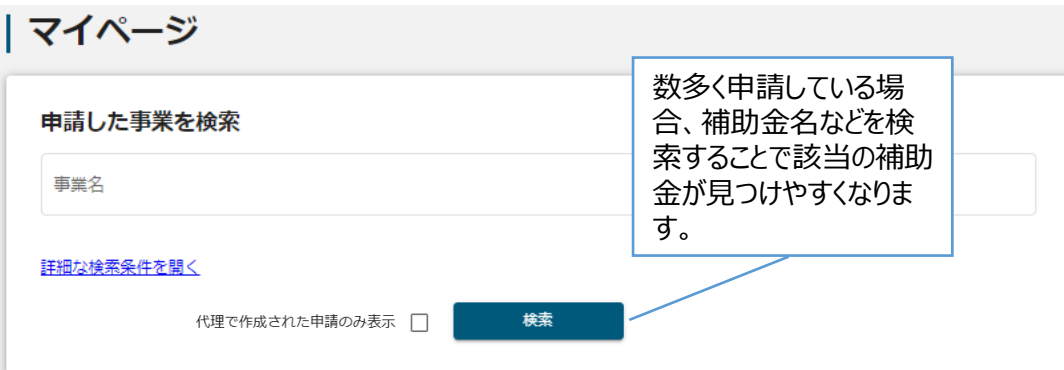 マイページ
申請した事業を検索
事業名
詳細な検索条件を開く
代理で作成された申請のみ表示
検索
数多く申請している場
合、補助金名などを検
索することで該当の補助
金が見つけやすくなりま
す。